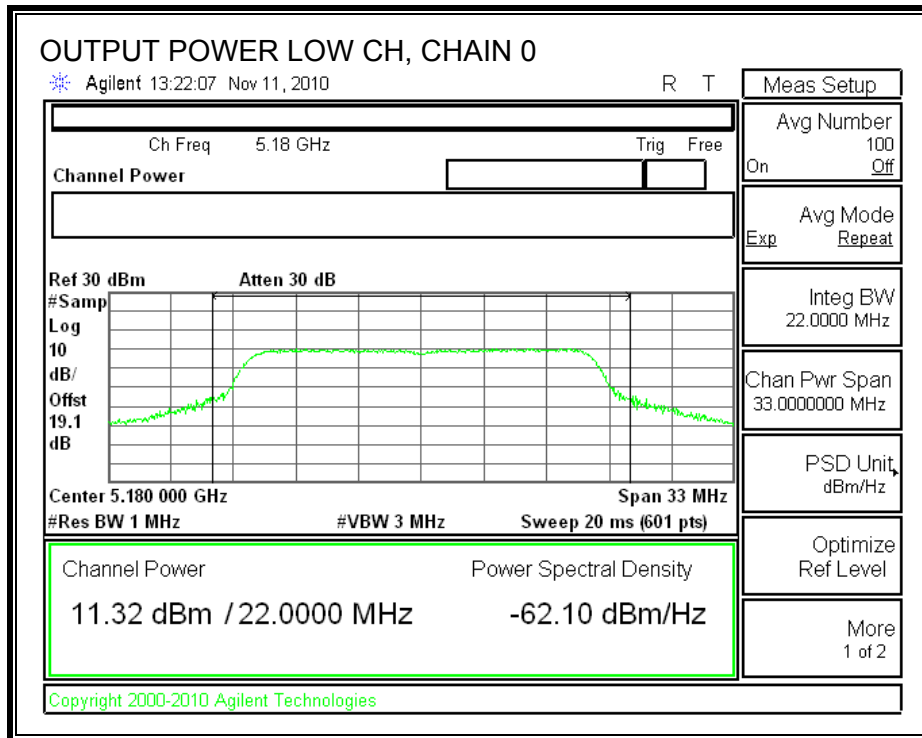 OUTPUT POWER LOW CH, CHAIN 0
Agilent 13:22:07 Nov 11, 2010 R T
Ch Freq 5.18 GHz Trig Free
Channel Power
Ref 30 dBm Atten 30 dB
#Samp
Log
10
dB/
Offst
19.1
dB
Center 5.180 000 GHz Span 33 MHz
#Res BW 1 MHz #VBW 3 MHz Sweep 20 ms (601 pts)
Channel Power Power Spectral Density
11.32 dBm / 22.0000 MHz -62.10 dBm/Hz
Copyright 2000-2010 Agilent Technologies
Meas Setup
Avg Number
100
On Off
Avg Mode
Exp Repeat
Integ BW
22.0000 MHz
Chan Pwr Span
33.0000000 MHz
PSD Unit
dBm/Hz
Optimize
Ref Level
More
1 of 2